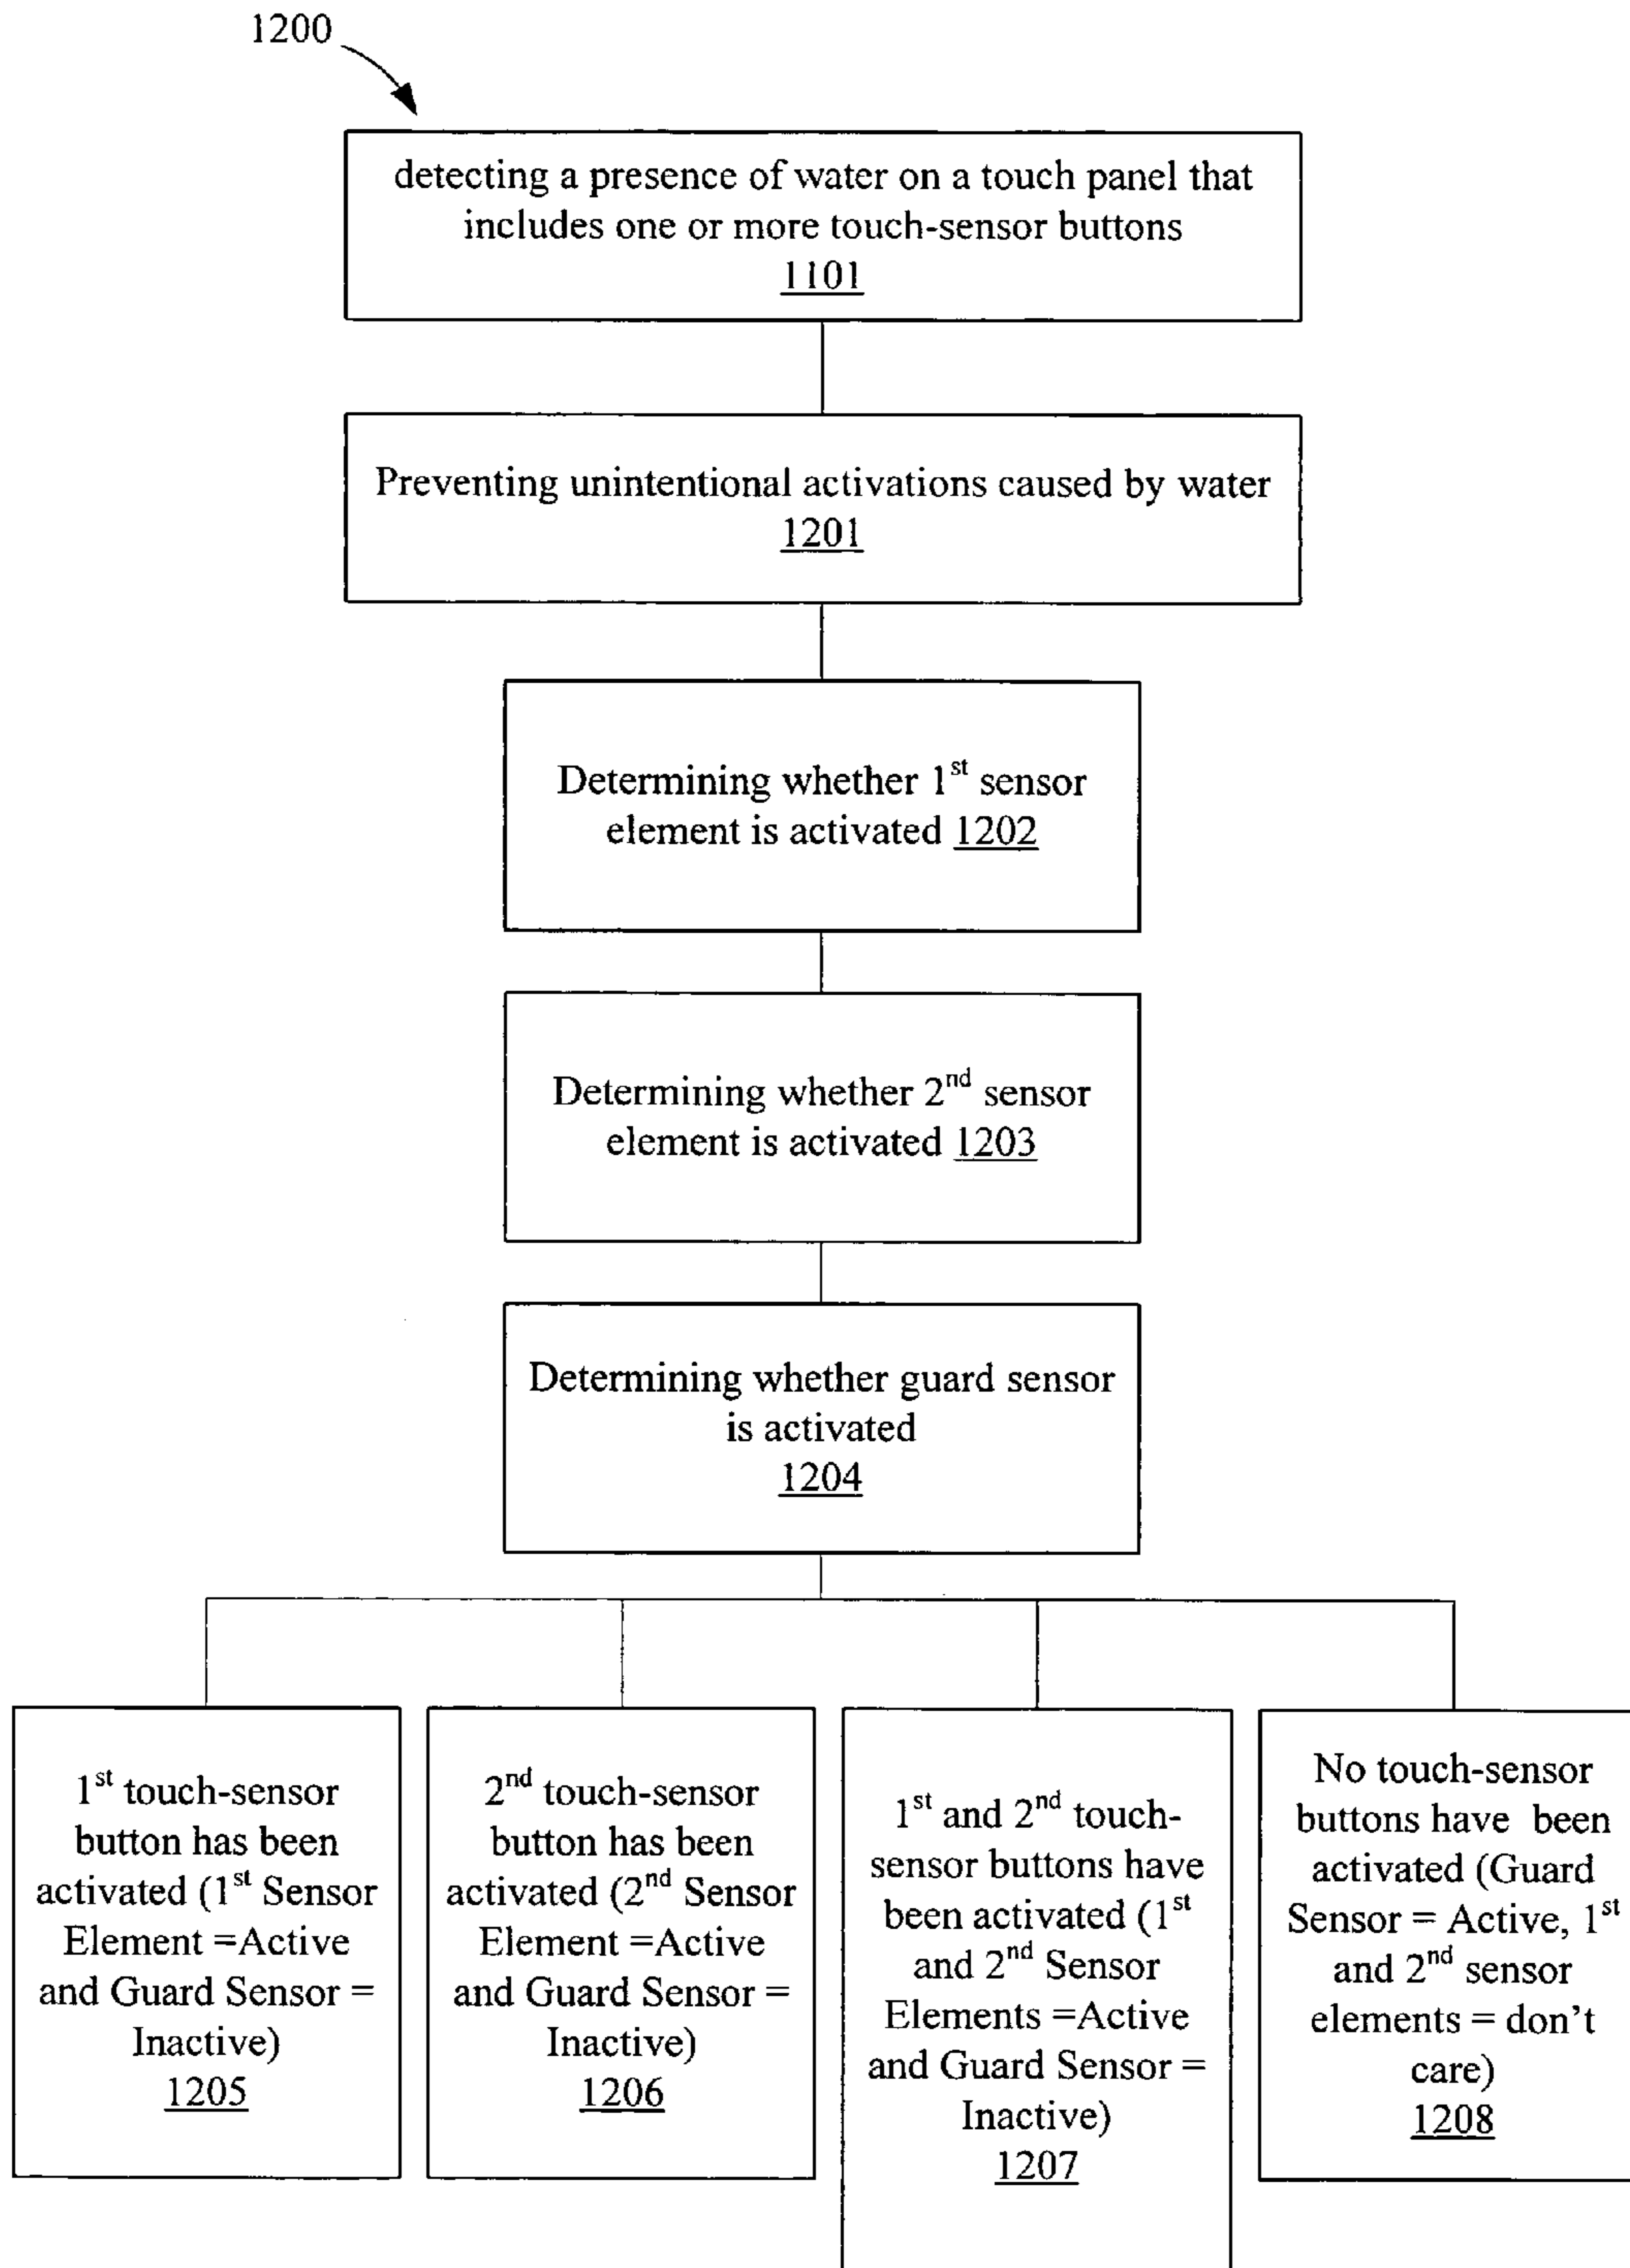 1200
detecting a presence of water on a touch panel that
includes one or more touch-sensor buttons
1101
Preventing unintentional activations caused by water
1201
Determining whether 1st sensor
element is activated 1202
Determining whether 2nd sensor
element is activated 1203
Determining whether guard sensor
is activated
1204
1st touch-sensor
button has been
activated (1st Sensor
Element =Active
and Guard Sensor =
Inactive)
1205
2nd touch-sensor
button has been
activated (2nd Sensor
Element =Active
and Guard Sensor =
Inactive)
1206
1st and 2nd touch-
sensor buttons have
been activated (1st
and 2nd Sensor
Elements =Active
and Guard Sensor =
Inactive)
1207
No touch-sensor
buttons have been
activated (Guard
Sensor = Active, 1st
and 2nd sensor
elements = don't
care)
1208